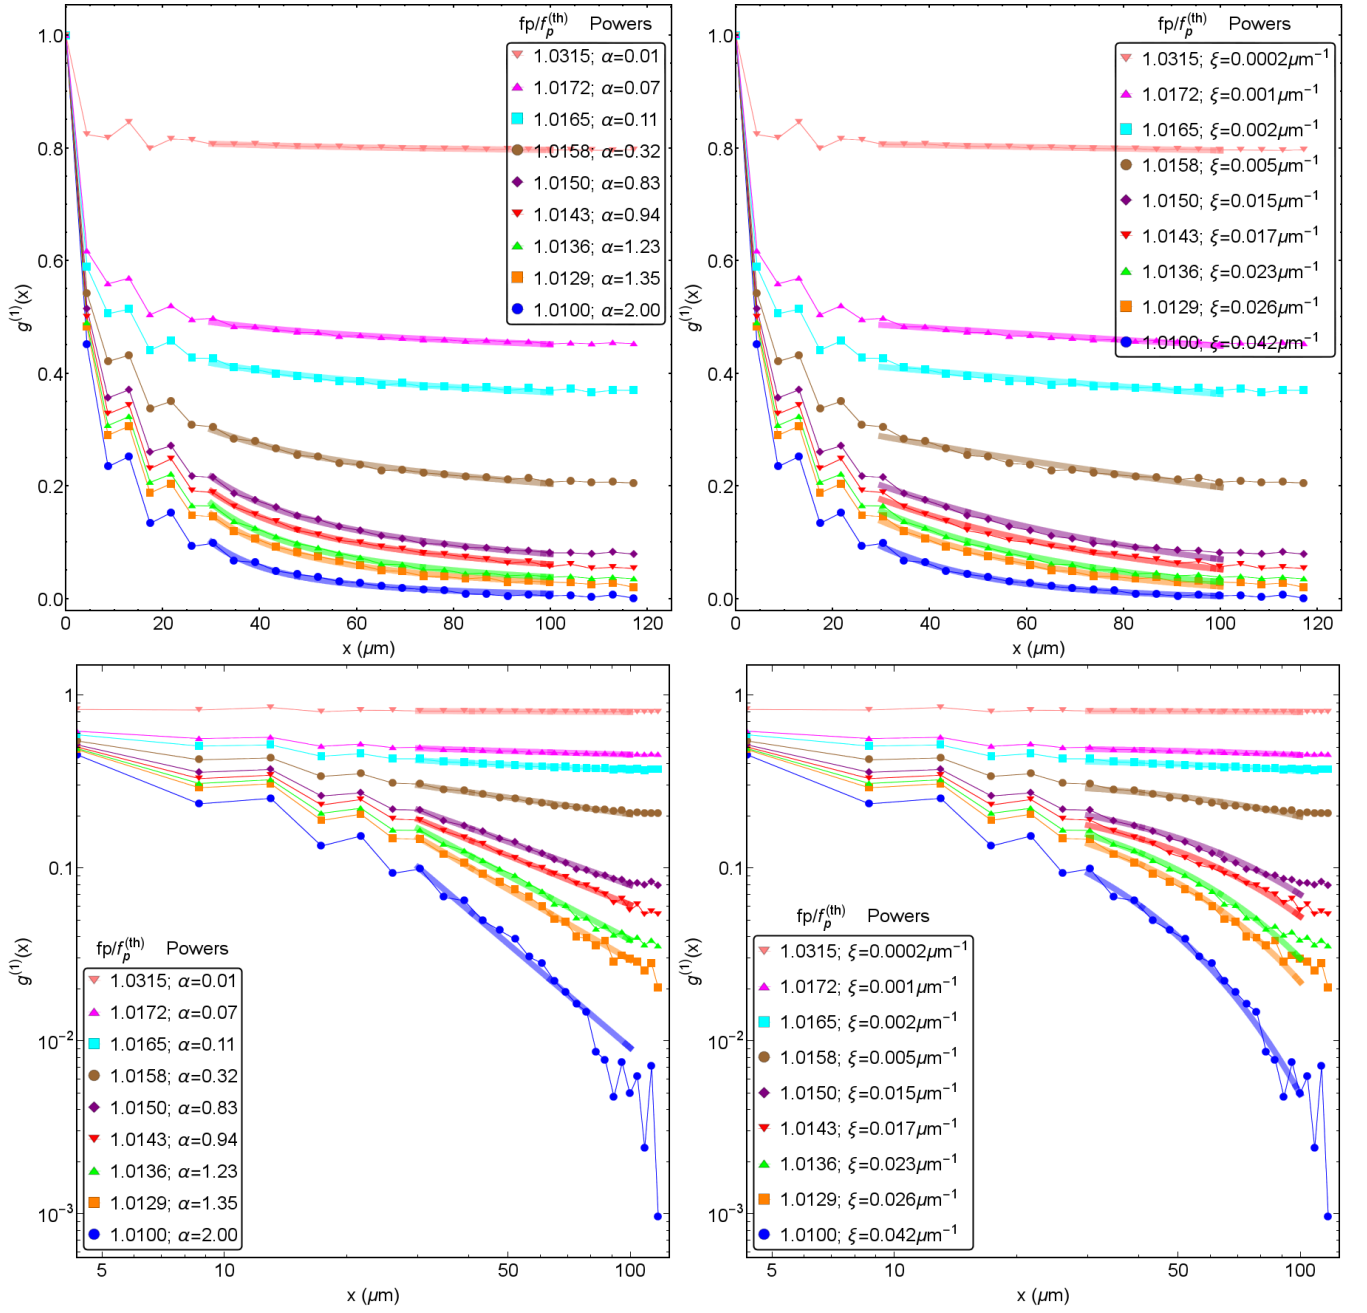 fp/f_p^(th) Powers
1.0315; α=0.01
1.0172; α=0.07
1.0165; α=0.11
1.0158; α=0.32
1.0150; α=0.83
1.0143; α=0.94
1.0136; α=1.23
1.0129; α=1.35
1.0100; α=2.00
1.0
0.8
0.6
0.4
0.2
0.0
g^(1)(x)
0 20 40 60 80 100 120
x (μm)
fp/f_p^(th) Powers
1.0315; ξ=0.0002μm⁻¹
1.0172; ξ=0.001μm⁻¹
1.0165; ξ=0.002μm⁻¹
1.0158; ξ=0.005μm⁻¹
1.0150; ξ=0.015μm⁻¹
1.0143; ξ=0.017μm⁻¹
1.0136; ξ=0.023μm⁻¹
1.0129; ξ=0.026μm⁻¹
1.0100; ξ=0.042μm⁻¹
1.0
0.8
0.6
0.4
0.2
0.0
g^(1)(x)
0 20 40 60 80 100 120
x (μm)
1
0.1
10⁻²
10⁻³
g^(1)(x)
fp/f_p^(th) Powers
1.0315; α=0.01
1.0172; α=0.07
1.0165; α=0.11
1.0158; α=0.32
1.0150; α=0.83
1.0143; α=0.94
1.0136; α=1.23
1.0129; α=1.35
1.0100; α=2.00
5 10 50 100
x (μm)
1
0.1
10⁻²
10⁻³
g^(1)(x)
fp/f_p^(th) Powers
1.0315; ξ=0.0002μm⁻¹
1.0172; ξ=0.001μm⁻¹
1.0165; ξ=0.002μm⁻¹
1.0158; ξ=0.005μm⁻¹
1.0150; ξ=0.015μm⁻¹
1.0143; ξ=0.017μm⁻¹
1.0136; ξ=0.023μm⁻¹
1.0129; ξ=0.026μm⁻¹
1.0100; ξ=0.042μm⁻¹
5 10 50 100
x (μm)